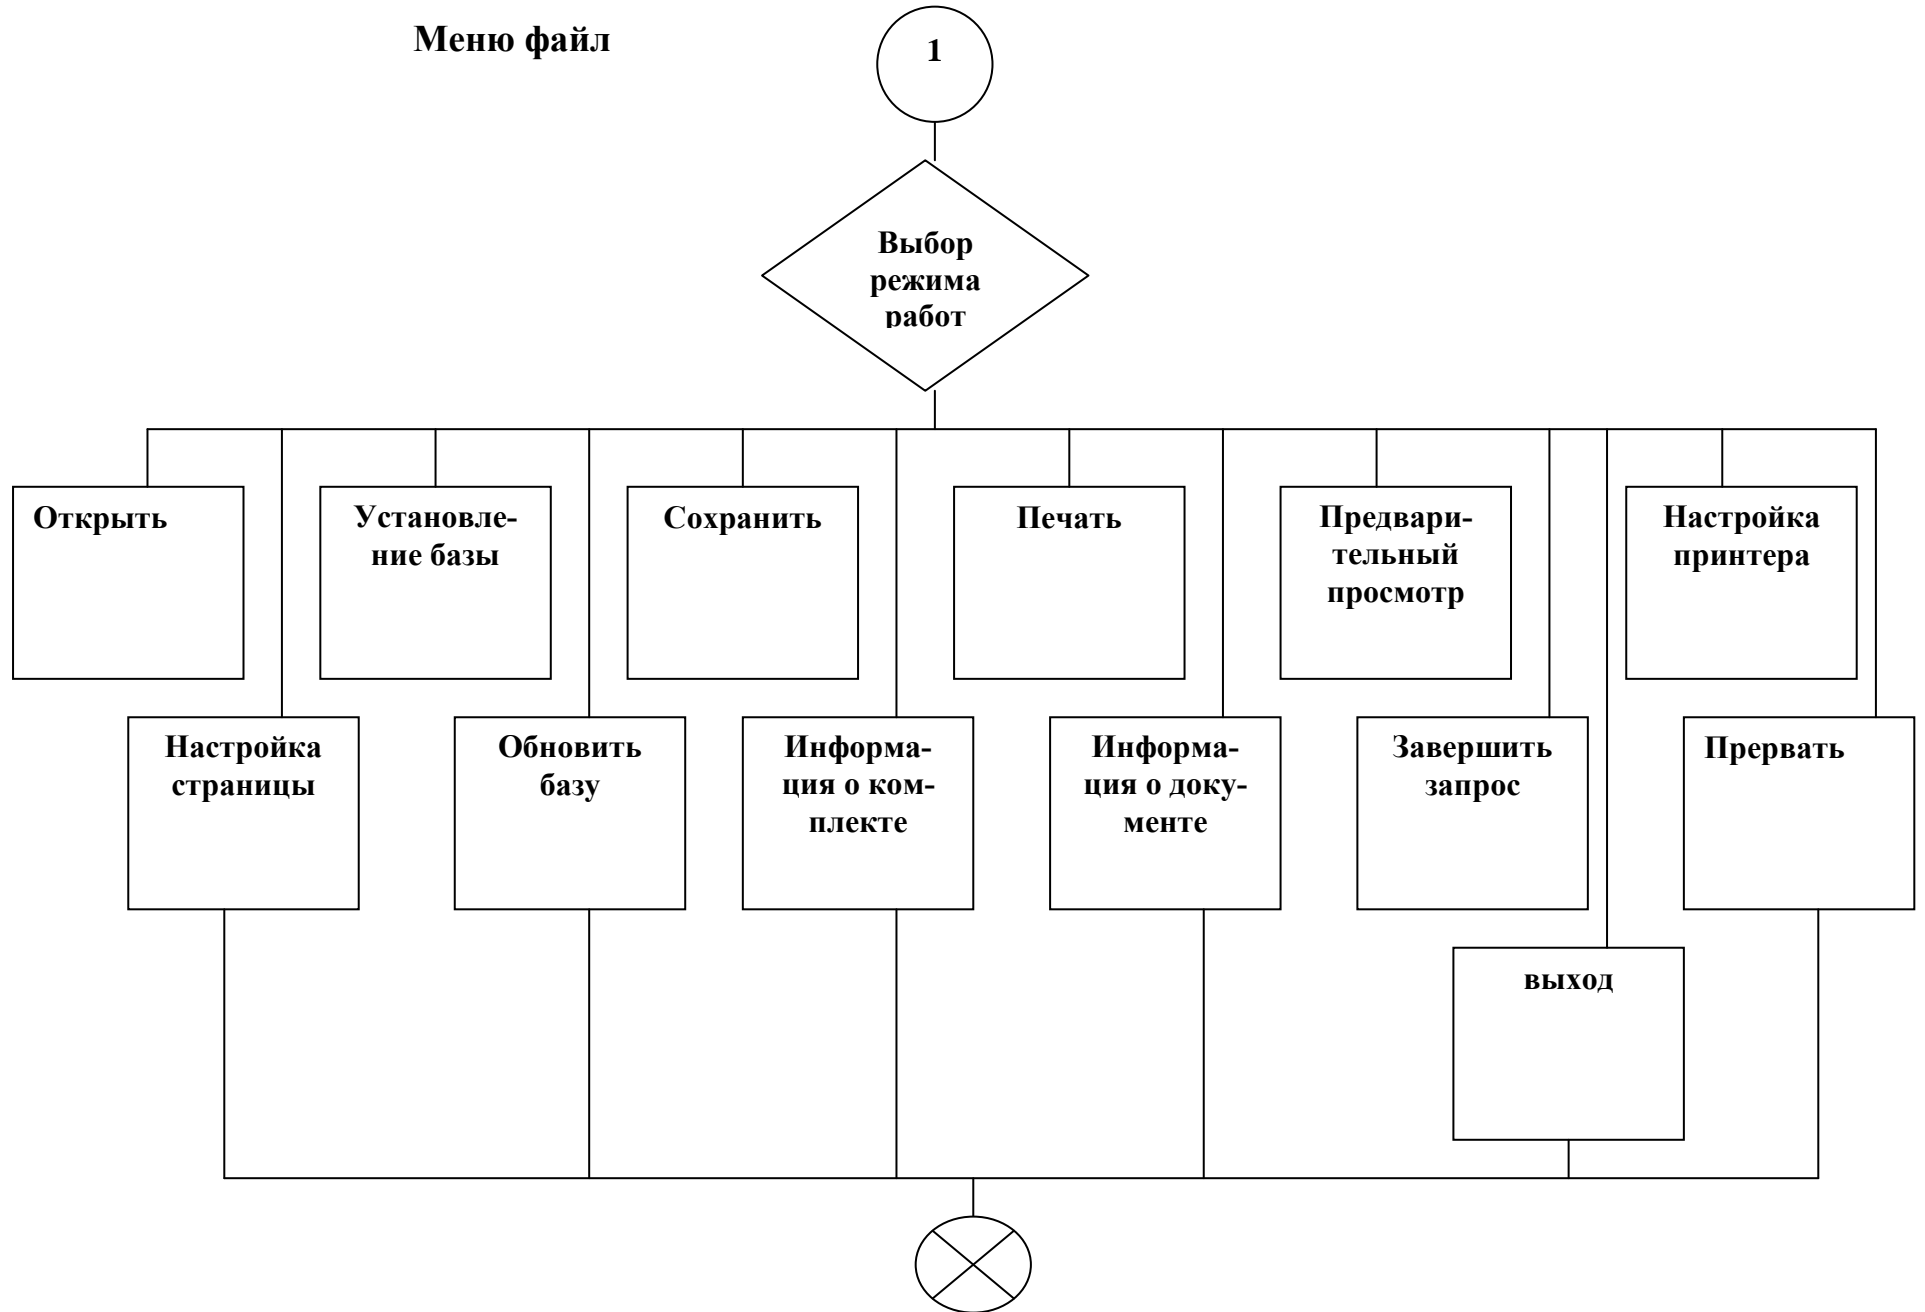 Меню файл
1
Выбор
режима
работ
Открыть
Установле-
ние базы
Сохранить
Печать
Предвари-
тельный
просмотр
Настройка
принтера
Настройка
страницы
Обновить
базу
Информа-
ция о ком-
плекте
Информа-
ция о доку-
менте
Завершить
запрос
Прервать
выход